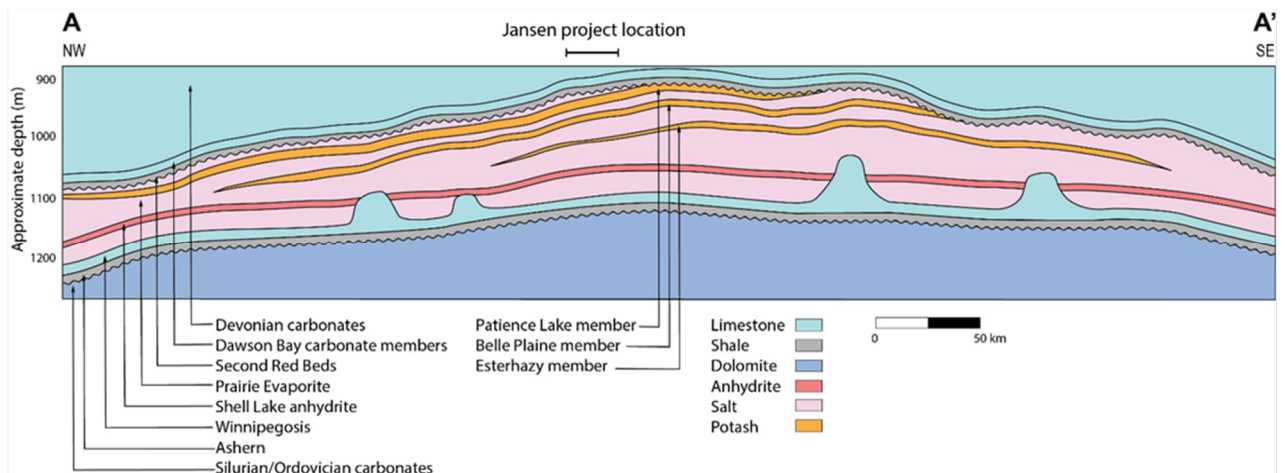 A
A'
Jansen project location
NW
SE
Approximate depth (m)
900
1000
1100
1200
Devonian carbonates
Dawson Bay carbonate members
Second Red Beds
Prairie Evaporite
Shell Lake anhydrite
Winnipegosis
Ashern
Silurian/Ordovician carbonates
Patience Lake member
Belle Plaine member
Esterhazy member
Limestone
Shale
Dolomite
Anhydrite
Salt
Potash
0 50 km